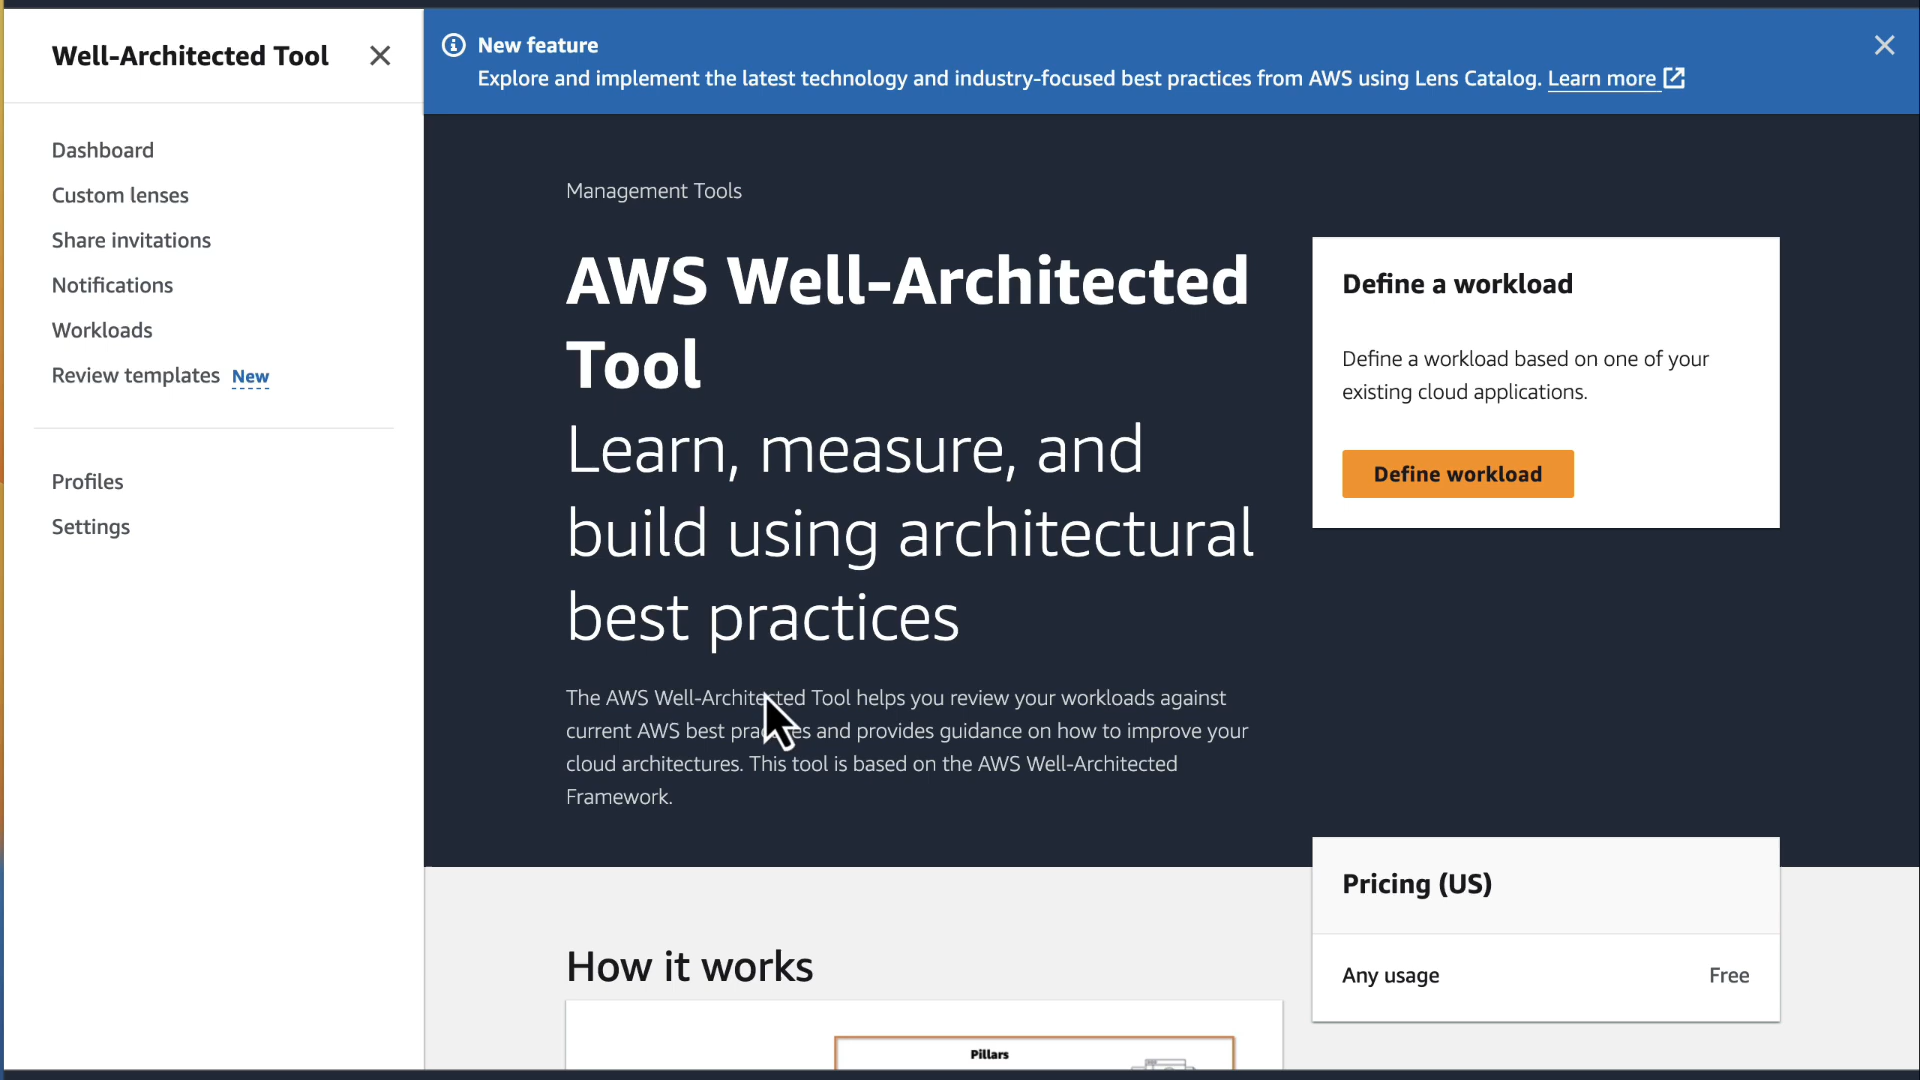 Well-Architected Tool
Dashboard
Custom lenses
Share invitations
Notifications
Workloads
Review templates New
Profiles
Settings
New feature
Explore and implement the latest technology and industry-focused best practices from AWS using Lens Catalog. Learn more
Management Tools
AWS Well-Architected
Tool
Learn, measure, and
build using architectural
best practices
The AWS Well-Architected Tool helps you review your workloads against
current AWS best practices and provides guidance on how to improve your
cloud architectures. This tool is based on the AWS Well-Architected
Framework.
Define a workload
Define a workload based on one of your
existing cloud applications.
Define workload
Pricing (US)
Any usage Free
How it works
Pillars